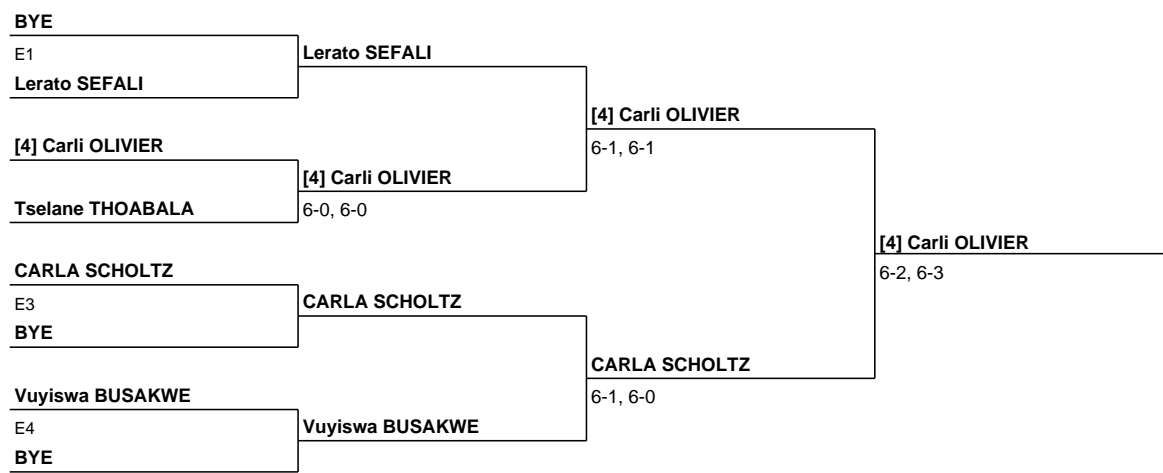 BYE
E1
Lerato SEFALI
Lerato SEFALI
[4] Carli OLIVIER
6-1, 6-1
[4] Carli OLIVIER
[4] Carli OLIVIER
Tselane THOABALA
6-0, 6-0
[4] Carli OLIVIER
6-2, 6-3
CARLA SCHOLTZ
E3
CARLA SCHOLTZ
BYE
CARLA SCHOLTZ
6-1, 6-0
Vuyiswa BUSAKWE
E4
Vuyiswa BUSAKWE
BYE